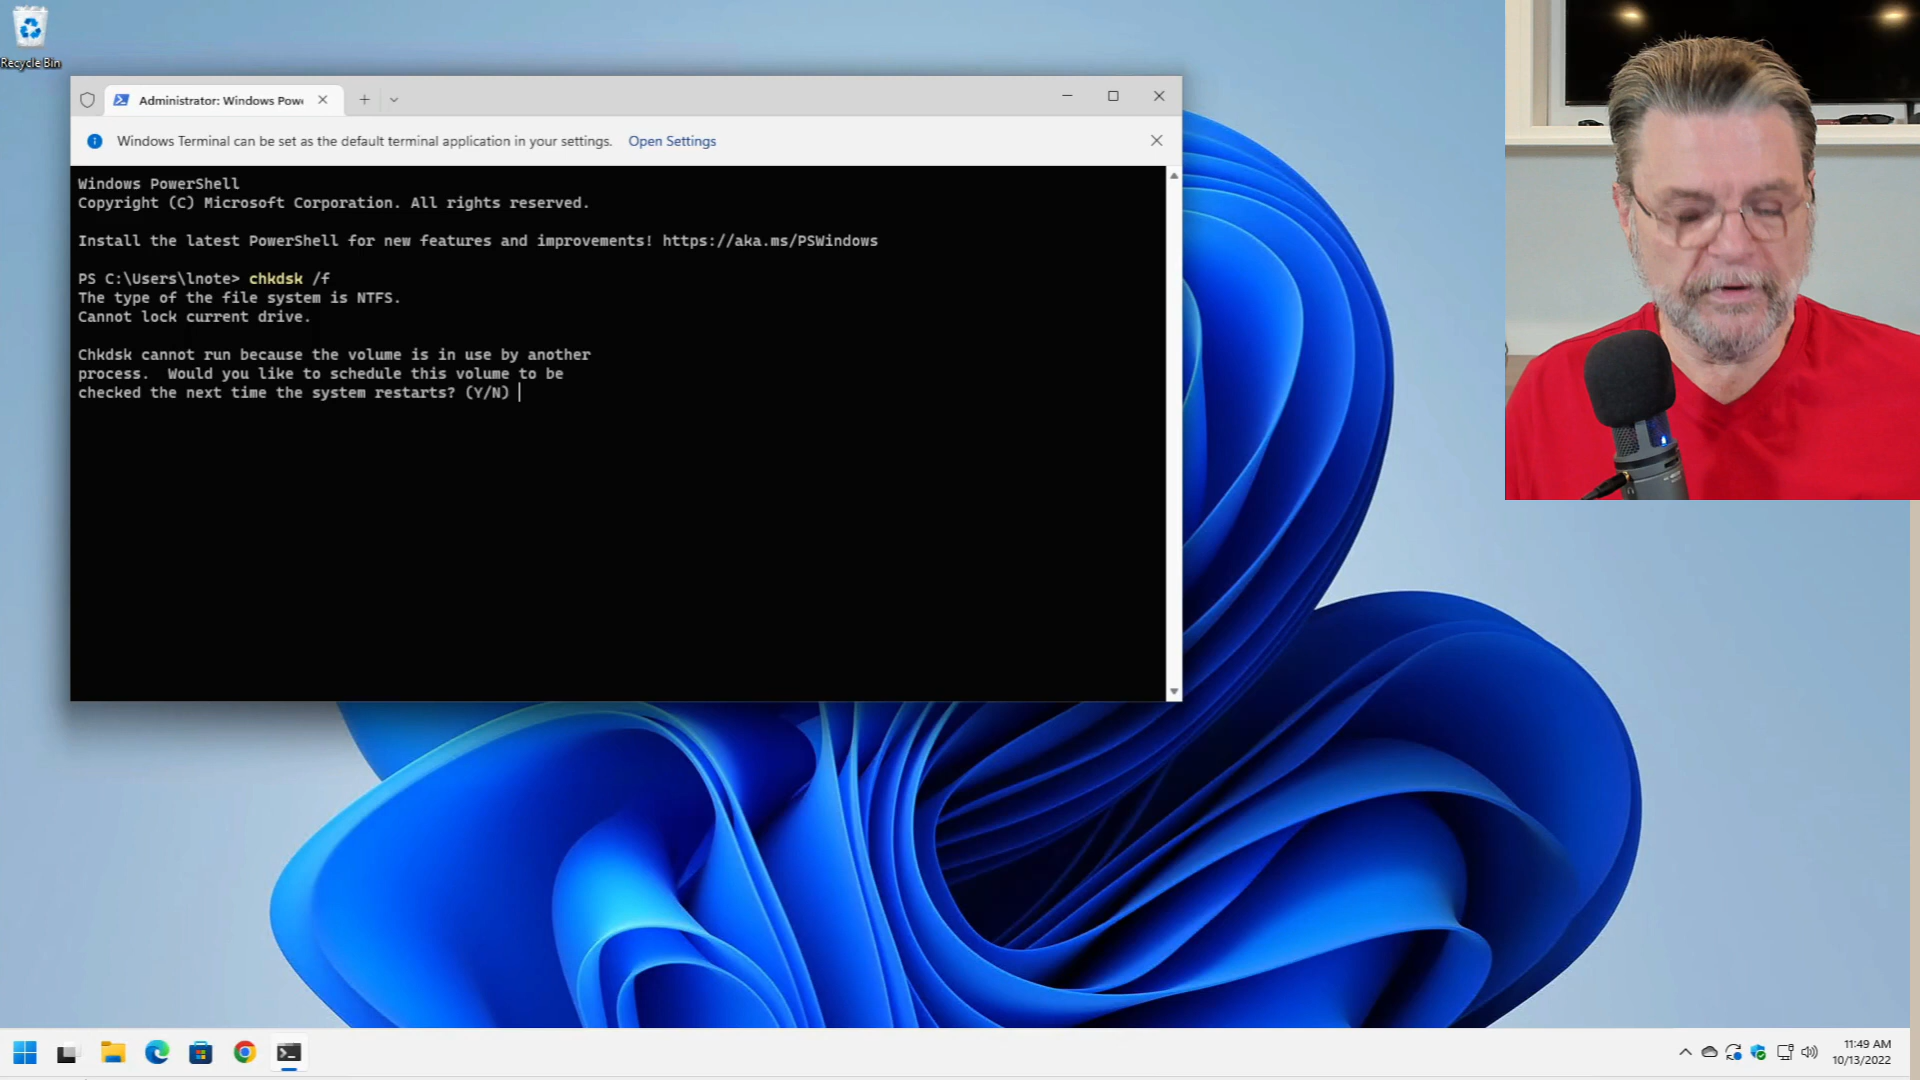 Recycle Bin
Administrator: Windows Pow
Windows Terminal can be set as the default terminal application in your settings. Open Settings
Windows PowerShell
Copyright (C) Microsoft Corporation. All rights reserved.
Install the latest PowerShell for new features and improvements! https://aka.ms/PSWindows
PS C:\Users\lnote> chkdsk /f
The type of the file system is NTFS.
Cannot lock current drive.
Chkdsk cannot run because the volume is in use by another
process.  Would you like to schedule this volume to be
checked the next time the system restarts? (Y/N)
11:49 AM
10/13/2022